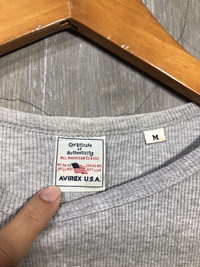 Certificate
of
Authenticity
ALL AMERICAN CLASSIC
AVIREX U.S.A.
M